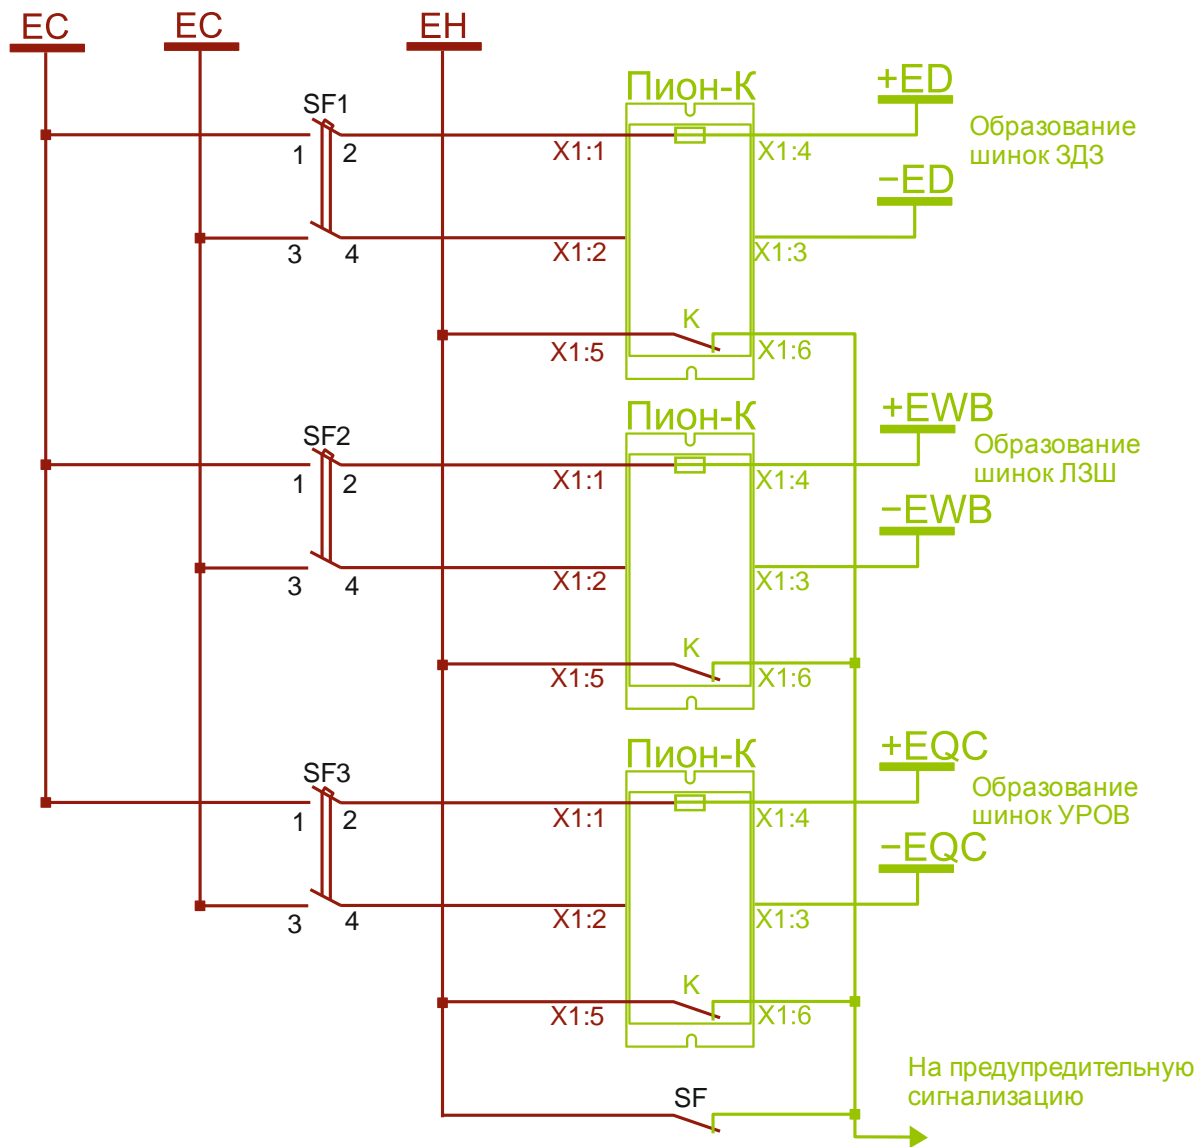 EC
EC
EH
Пион-К
+ED
SF1
Образование
шинок ЗДЗ
1
2
X1:1
X1:4
−ED
3
4
X1:2
X1:3
K
X1:5
X1:6
Пион-К
+EWB
SF2
Образование
шинок ЛЗШ
1
2
X1:1
X1:4
−EWB
3
4
X1:2
X1:3
K
X1:5
X1:6
Пион-К
+EQC
SF3
Образование
шинок УРОВ
1
2
X1:1
X1:4
−EQC
3
4
X1:2
X1:3
K
X1:5
X1:6
SF
На предупредительную
сигнализацию